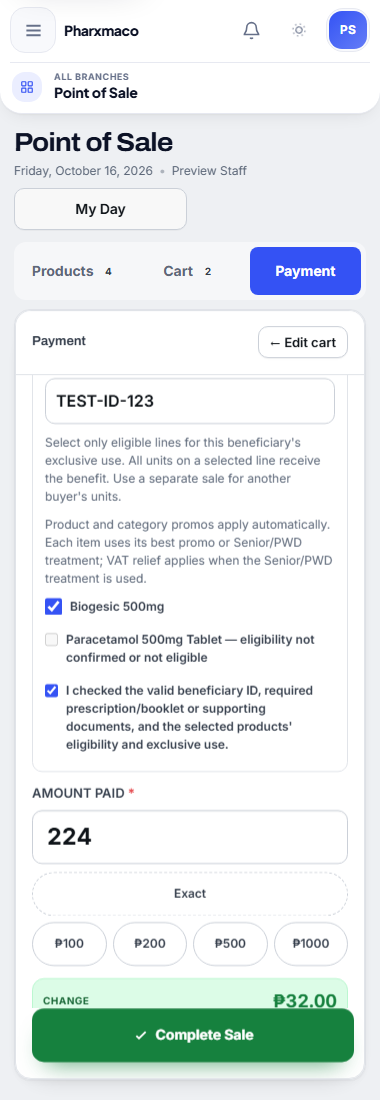 Pharxmaco
PS
ALL BRANCHES
Point of Sale
Point of Sale
Friday, October 16, 2026 • Preview Staff
My Day
Products 4
Cart 2
Payment
Payment
← Edit cart
TEST-ID-123
Select only eligible lines for this beneficiary's
exclusive use. All units on a selected line receive
the benefit. Use a separate sale for another
buyer's units.
Product and category promos apply automatically.
Each item uses its best promo or Senior/PWD
treatment; VAT relief applies when the Senior/PWD
treatment is used.
Biogesic 500mg
Paracetamol 500mg Tablet — eligibility not
confirmed or not eligible
I checked the valid beneficiary ID, required
prescription/booklet or supporting
documents, and the selected products'
eligibility and exclusive use.
AMOUNT PAID *
224
Exact
₱100
₱200
₱500
₱1000
CHANGE
₱32.00
✓ Complete Sale